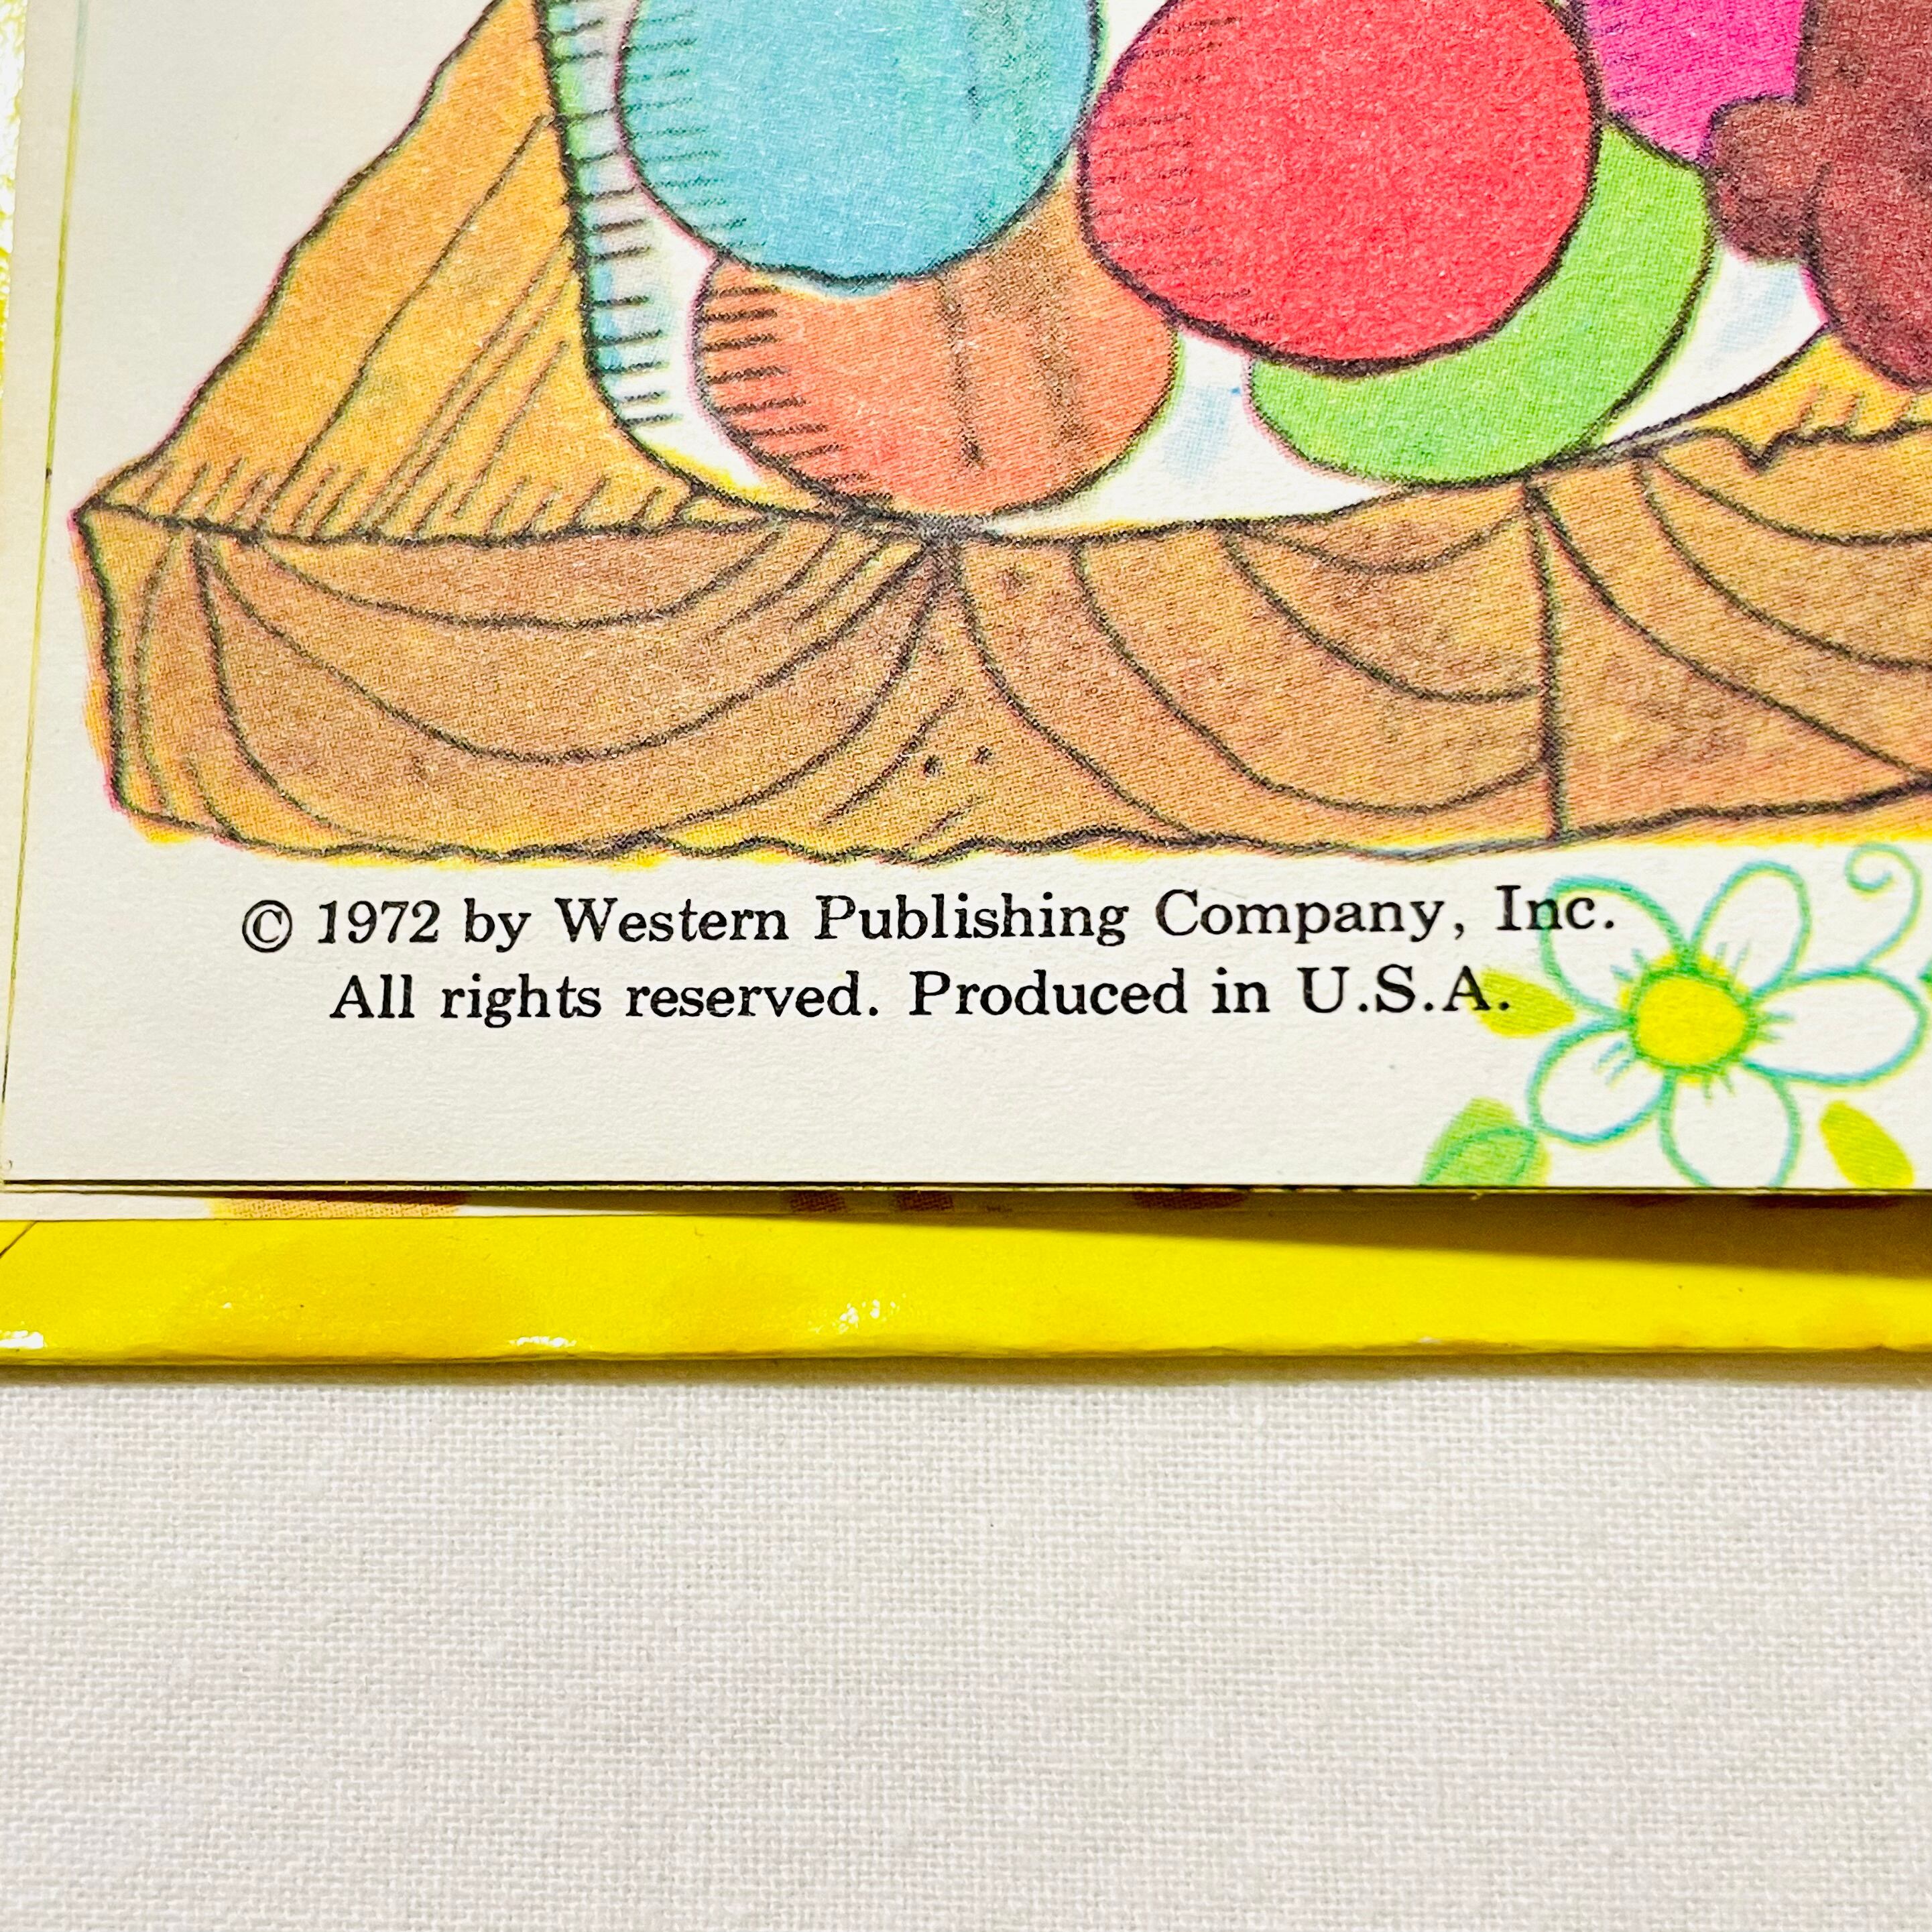 © 1972 by Western Publishing Company, Inc.
All rights reserved. Produced in U.S.A.